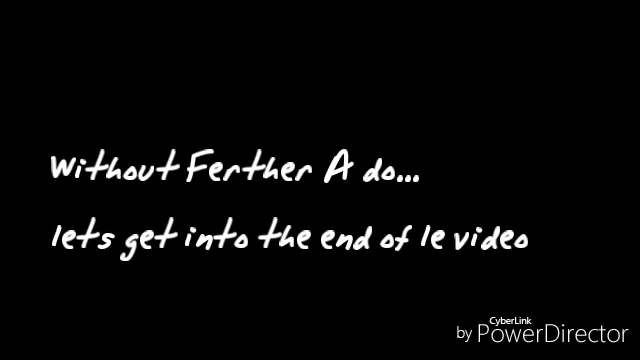 Without Ferther A do...
lets get into the end of le video
CyberLink
by PowerDirector